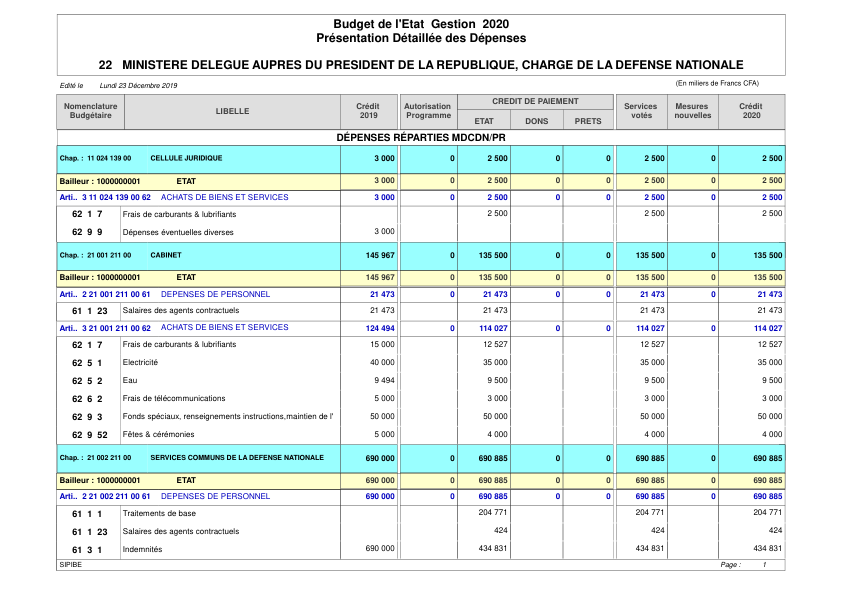 Budget de l'Etat Gestion 2020
Présentation Détaillée des Dépenses
22 MINISTERE DELEGUE AUPRES DU PRESIDENT DE LA REPUBLIQUE, CHARGE DE LA DEFENSE NATIONALE
Edité le Lundi 23 Décembre 2019 (En milliers de Francs CFA)
Nomenclature Budgétaire LIBELLE Crédit 2019 Autorisation Programme CREDIT DE PAIEMENT ETAT DONS PRETS Services votés Mesures nouvelles Crédit 2020
DÉPENSES RÉPARTIES MDCDN/PR
Chap. : 11 024 139 00 CELLULE JURIDIQUE 3 000 0 2 500 0 0 2 500 0 2 500
Bailleur : 1000000001 ETAT 3 000 0 2 500 0 0 2 500 0 2 500
Arti.. 3 11 024 139 00 62 ACHATS DE BIENS ET SERVICES 3 000 0 2 500 0 0 2 500 0 2 500
62 1 7 Frais de carburants & lubrifiants 2 500 2 500 2 500
62 9 9 Dépenses éventuelles diverses 3 000
Chap. : 21 001 211 00 CABINET 145 967 0 135 500 0 0 135 500 0 135 500
Bailleur : 1000000001 ETAT 145 967 0 135 500 0 0 135 500 0 135 500
Arti.. 2 21 001 211 00 61 DEPENSES DE PERSONNEL 21 473 0 21 473 0 0 21 473 0 21 473
61 1 23 Salaires des agents contractuels 21 473 21 473 21 473 21 473
Arti.. 3 21 001 211 00 62 ACHATS DE BIENS ET SERVICES 124 494 0 114 027 0 0 114 027 0 114 027
62 1 7 Frais de carburants & lubrifiants 15 000 12 527 12 527 12 527
62 5 1 Electricité 40 000 35 000 35 000 35 000
62 5 2 Eau 9 494 9 500 9 500 9 500
62 6 2 Frais de télécommunications 5 000 3 000 3 000 3 000
62 9 3 Fonds spéciaux, renseignements instructions,maintien de l' 50 000 50 000 50 000 50 000
62 9 52 Fêtes & cérémonies 5 000 4 000 4 000 4 000
Chap. : 21 002 211 00 SERVICES COMMUNS DE LA DEFENSE NATIONALE 690 000 0 690 885 0 0 690 885 0 690 885
Bailleur : 1000000001 ETAT 690 000 0 690 885 0 0 690 885 0 690 885
Arti.. 2 21 002 211 00 61 DEPENSES DE PERSONNEL 690 000 0 690 885 0 0 690 885 0 690 885
61 1 1 Traitements de base 204 771 204 771 204 771
61 1 23 Salaires des agents contractuels 424 424 424
61 3 1 Indemnités 690 000 434 831 434 831 434 831
SIPIBE Page : 1